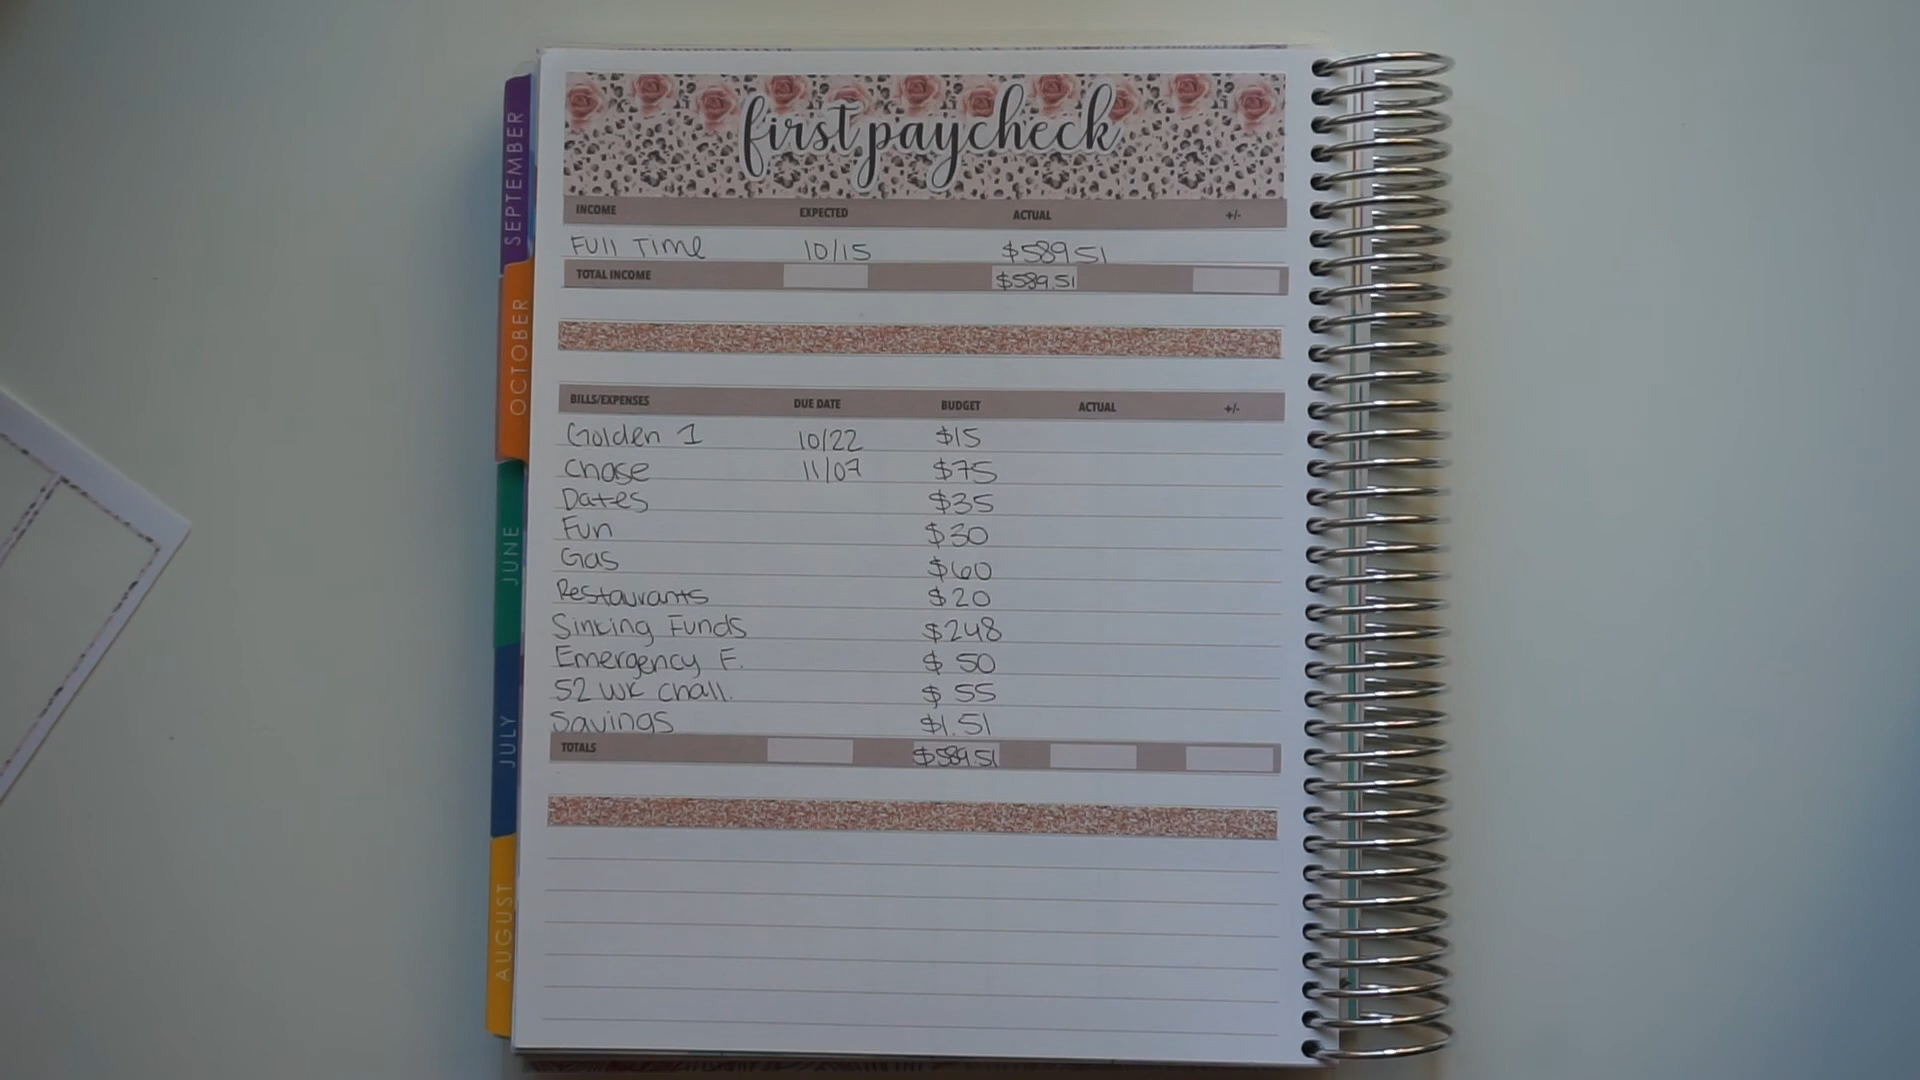 first paycheck
INCOME EXPECTED ACTUAL +/-
Full Time 10/15 $589.51
TOTAL INCOME $589.51
BILLS/EXPENSES DUE DATE BUDGET ACTUAL +/-
Golden 1 10/22 $15
Chase 11/07 $75
Dates $35
Fun $30
Gas $60
Restaurants $20
Sinking Funds $248
Emergency F. $50
52 WK Chall. $55
Savings $1.51
TOTALS $589.51
SEPTEMBER
OCTOBER
JUNE
JULY
AUGUST